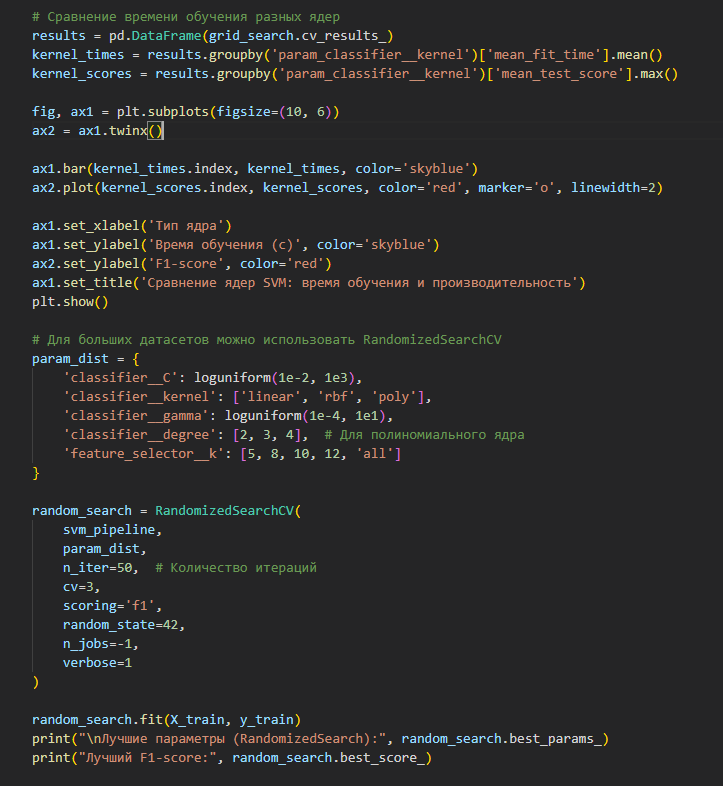 # Сравнение времени обучения разных ядер
results = pd.DataFrame(grid_search.cv_results_)
kernel_times = results.groupby('param_classifier__kernel')['mean_fit_time'].mean()
kernel_scores = results.groupby('param_classifier__kernel')['mean_test_score'].max()

fig, ax1 = plt.subplots(figsize=(10, 6))
ax2 = ax1.twinx()

ax1.bar(kernel_times.index, kernel_times, color='skyblue')
ax2.plot(kernel_scores.index, kernel_scores, color='red', marker='o', linewidth=2)

ax1.set_xlabel('Тип ядра')
ax1.set_ylabel('Время обучения (с)', color='skyblue')
ax2.set_ylabel('F1-score', color='red')
ax1.set_title('Сравнение ядер SVM: время обучения и производительность')
plt.show()

# Для больших датасетов можно использовать RandomizedSearchCV
param_dist = {
    'classifier__C': loguniform(1e-2, 1e3),
    'classifier__kernel': ['linear', 'rbf', 'poly'],
    'classifier__gamma': loguniform(1e-4, 1e1),
    'classifier__degree': [2, 3, 4],  # Для полиномиального ядра
    'feature_selector__k': [5, 8, 10, 12, 'all']
}

random_search = RandomizedSearchCV(
    svm_pipeline,
    param_dist,
    n_iter=50,  # Количество итераций
    cv=3,
    scoring='f1',
    random_state=42,
    n_jobs=-1,
    verbose=1
)

random_search.fit(X_train, y_train)
print("\nЛучшие параметры (RandomizedSearch):", random_search.best_params_)
print("Лучший F1-score:", random_search.best_score_)